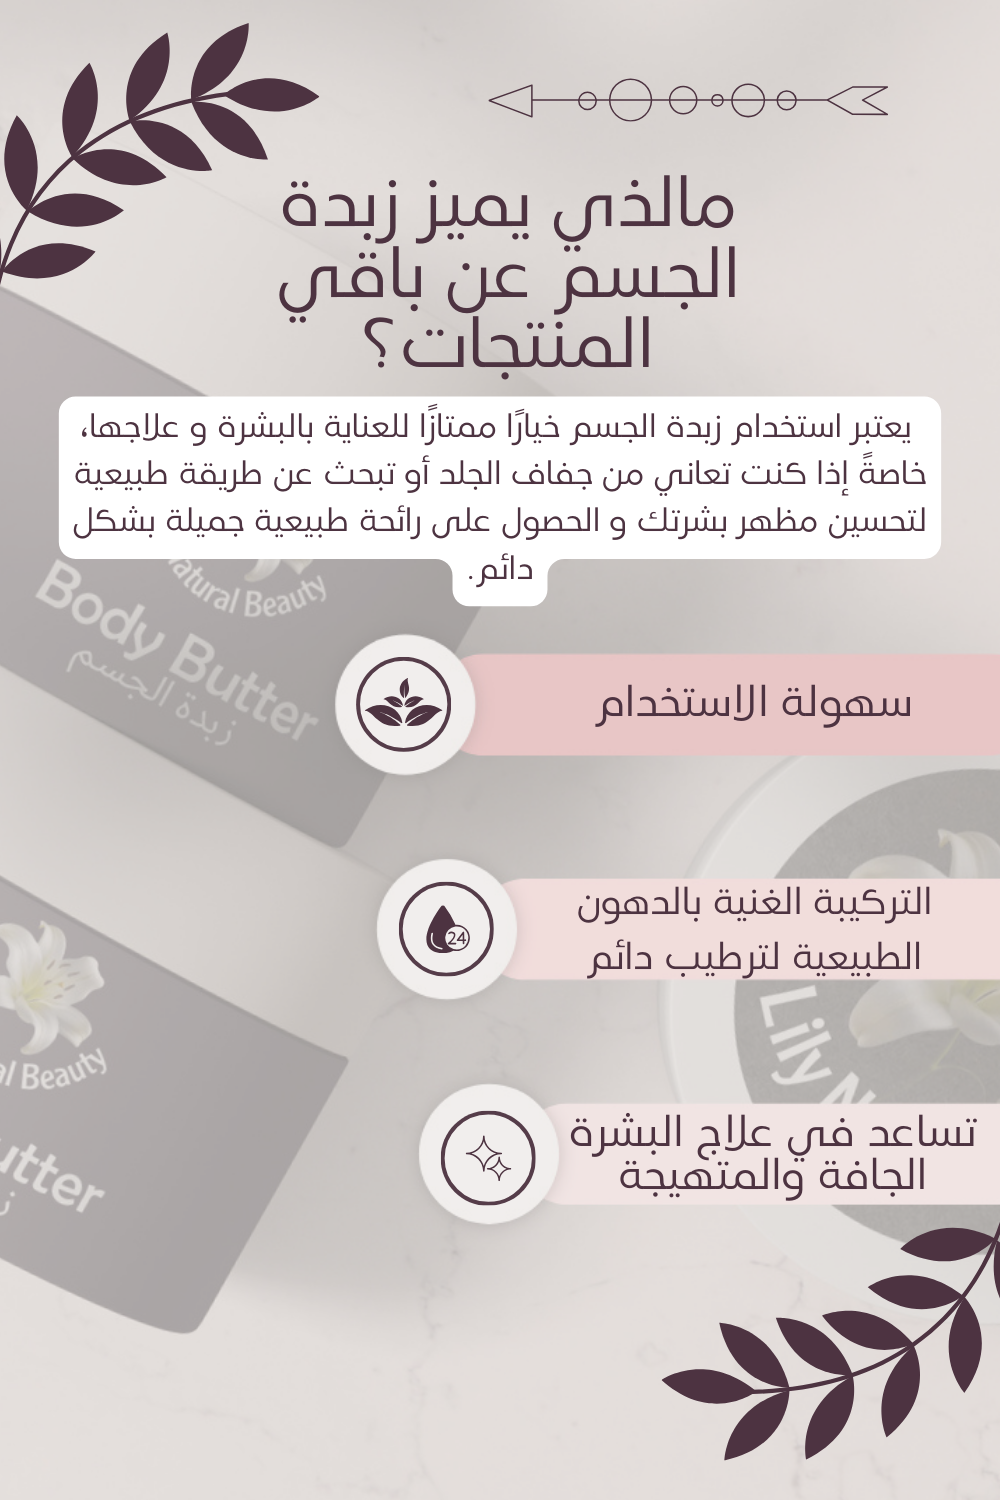 مالذي يميز زبدة
الجسم عن باقي
المنتجات؟
يعتبر استخدام زبدة الجسم خيارًا ممتازًا للعناية بالبشرة و علاجها،
خاصةً إذا كنت تعاني من جفاف الجلد أو تبحث عن طريقة طبيعية
لتحسين مظهر بشرتك و الحصول على رائحة طبيعية جميلة بشكل
دائم.
Natural Beauty
Body Butter
زبدة الجسم
سهولة الاستخدام
24
التركيبة الغنية بالدهون
الطبيعية لترطيب دائم
Lily
al Beauty
utter
تساعد في علاج البشرة
الجافة والمتهيجة